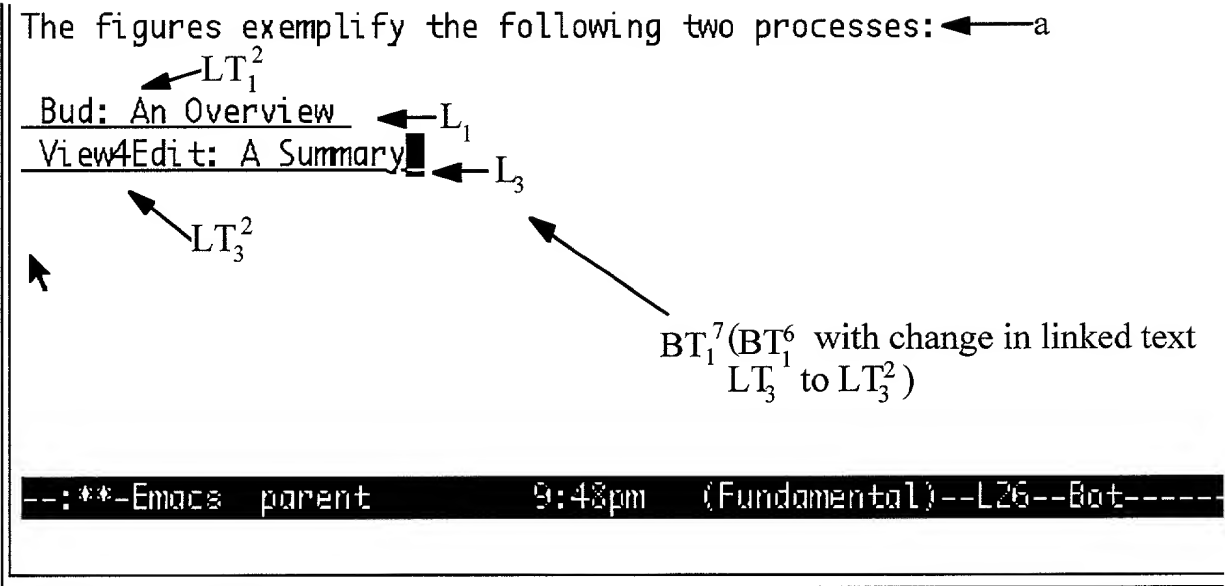 The figures exemplify the following two processes: a
LT₁²
Bud: An Overview L₁
View4Edit: A Summary L₃
LT₃²
BT₁⁷ (BT₁⁶ with change in linked text
LT₃¹ to LT₃²)
--:**-Emacs parent 9:48pm (Fundamental)--L26--Bot------